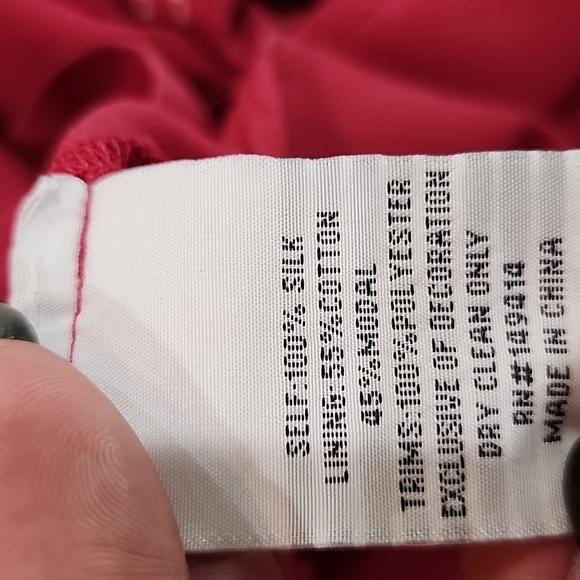 SELF:100% SILK
LINING:55%COTTON
45%MODAL
TRIMS:100%POLYESTER
EXCLUSIVE OF DECORATION
DRY CLEAN ONLY
RN#149414
MADE IN CHINA